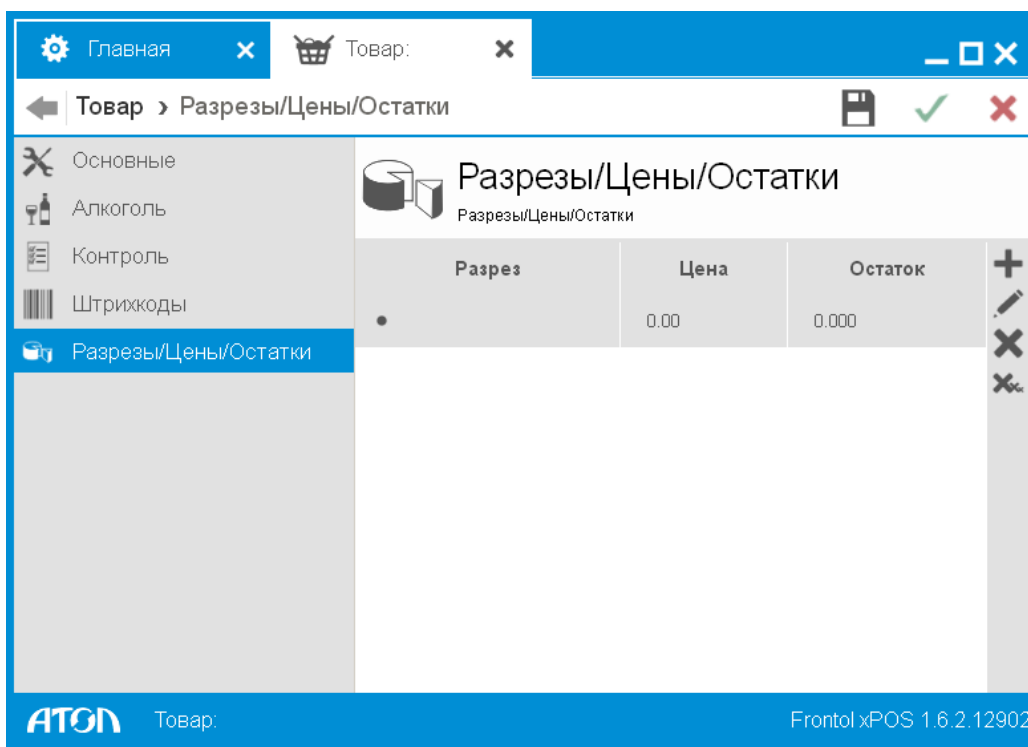 Главная
Товар:
Товар › Разрезы/Цены/Остатки
Основные
Алкоголь
Контроль
Штрихкоды
Разрезы/Цены/Остатки
Разрезы/Цены/Остатки
Разрезы/Цены/Остатки
Разрез Цена Остаток
0.00 0.000
ATOL Товар: Frontol xPOS 1.6.2.12902